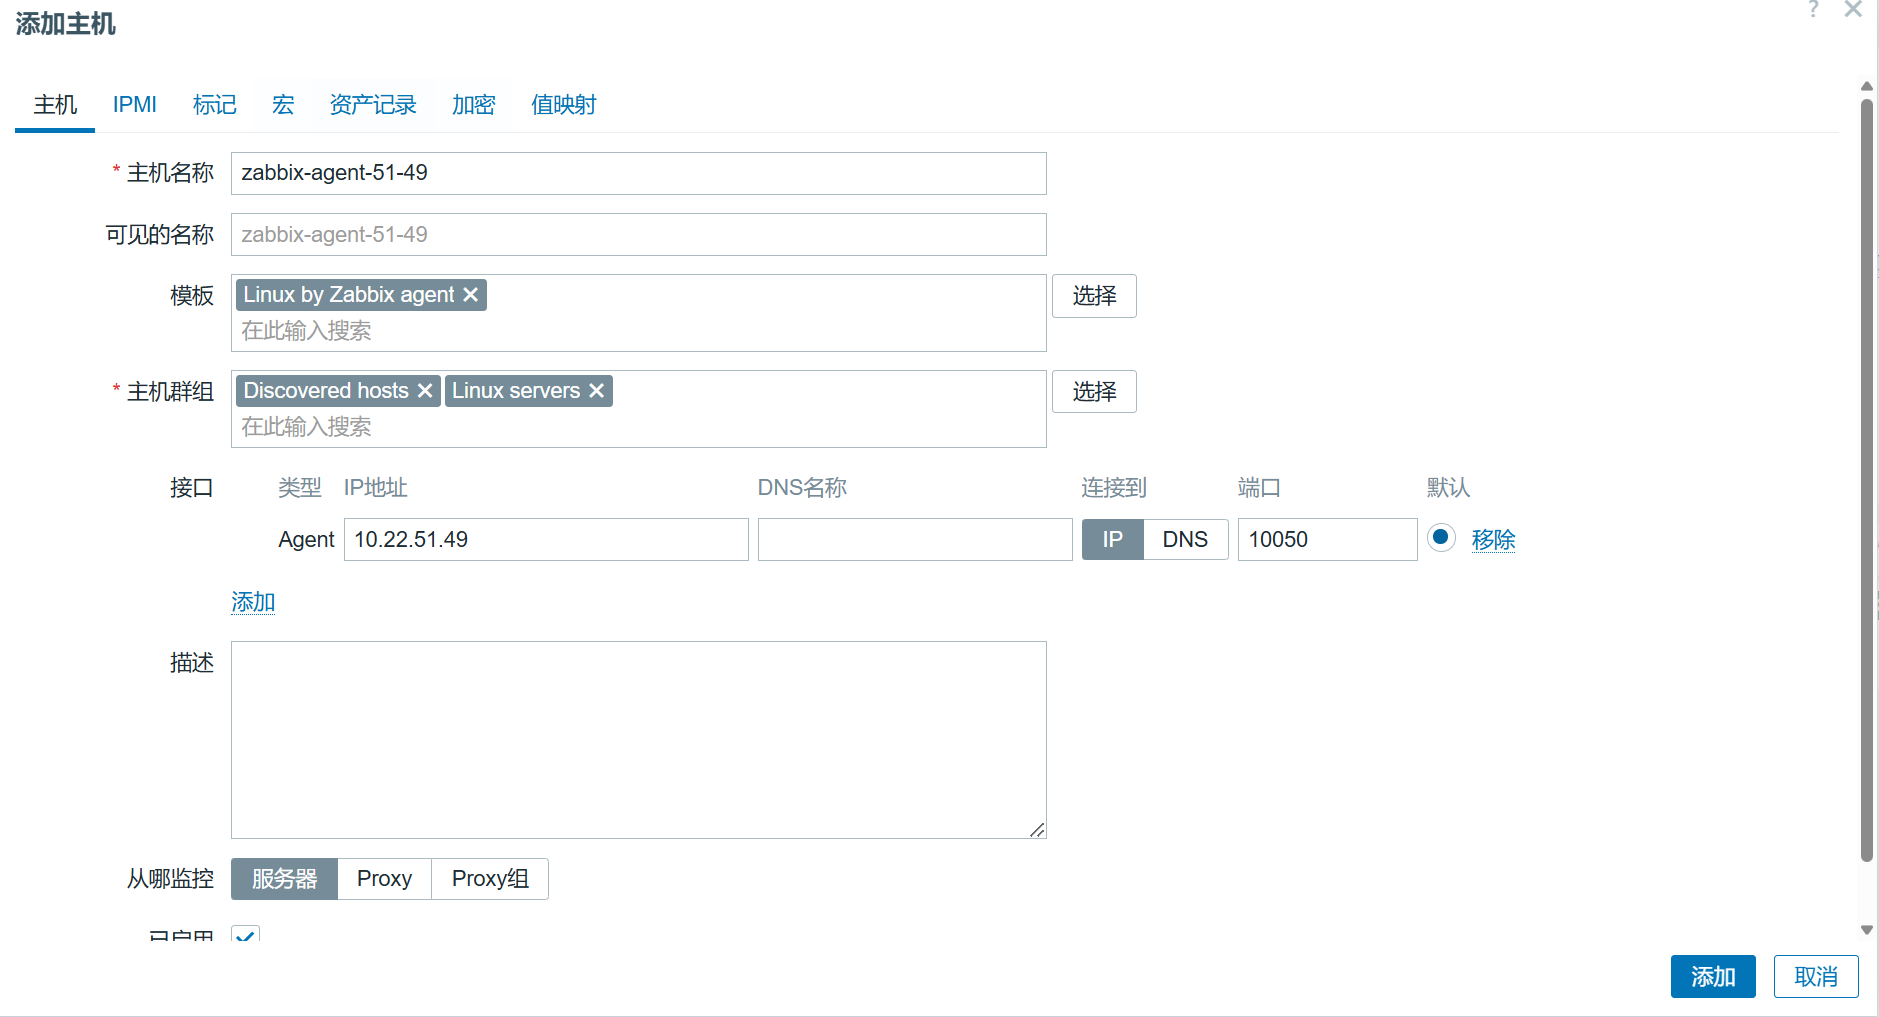 添加主机
?
主机 IPMI 标记 宏 资产记录 加密 值映射
* 主机名称 zabbix-agent-51-49
可见的名称 zabbix-agent-51-49
模板 Linux by Zabbix agent 选择
在此输入搜索
* 主机群组 Discovered hosts Linux servers 选择
在此输入搜索
接口 类型 IP地址 DNS名称 连接到 端口 默认
Agent 10.22.51.49 IP DNS 10050 移除
添加
描述
从哪监控 服务器 Proxy Proxy组
已启用
添加 取消